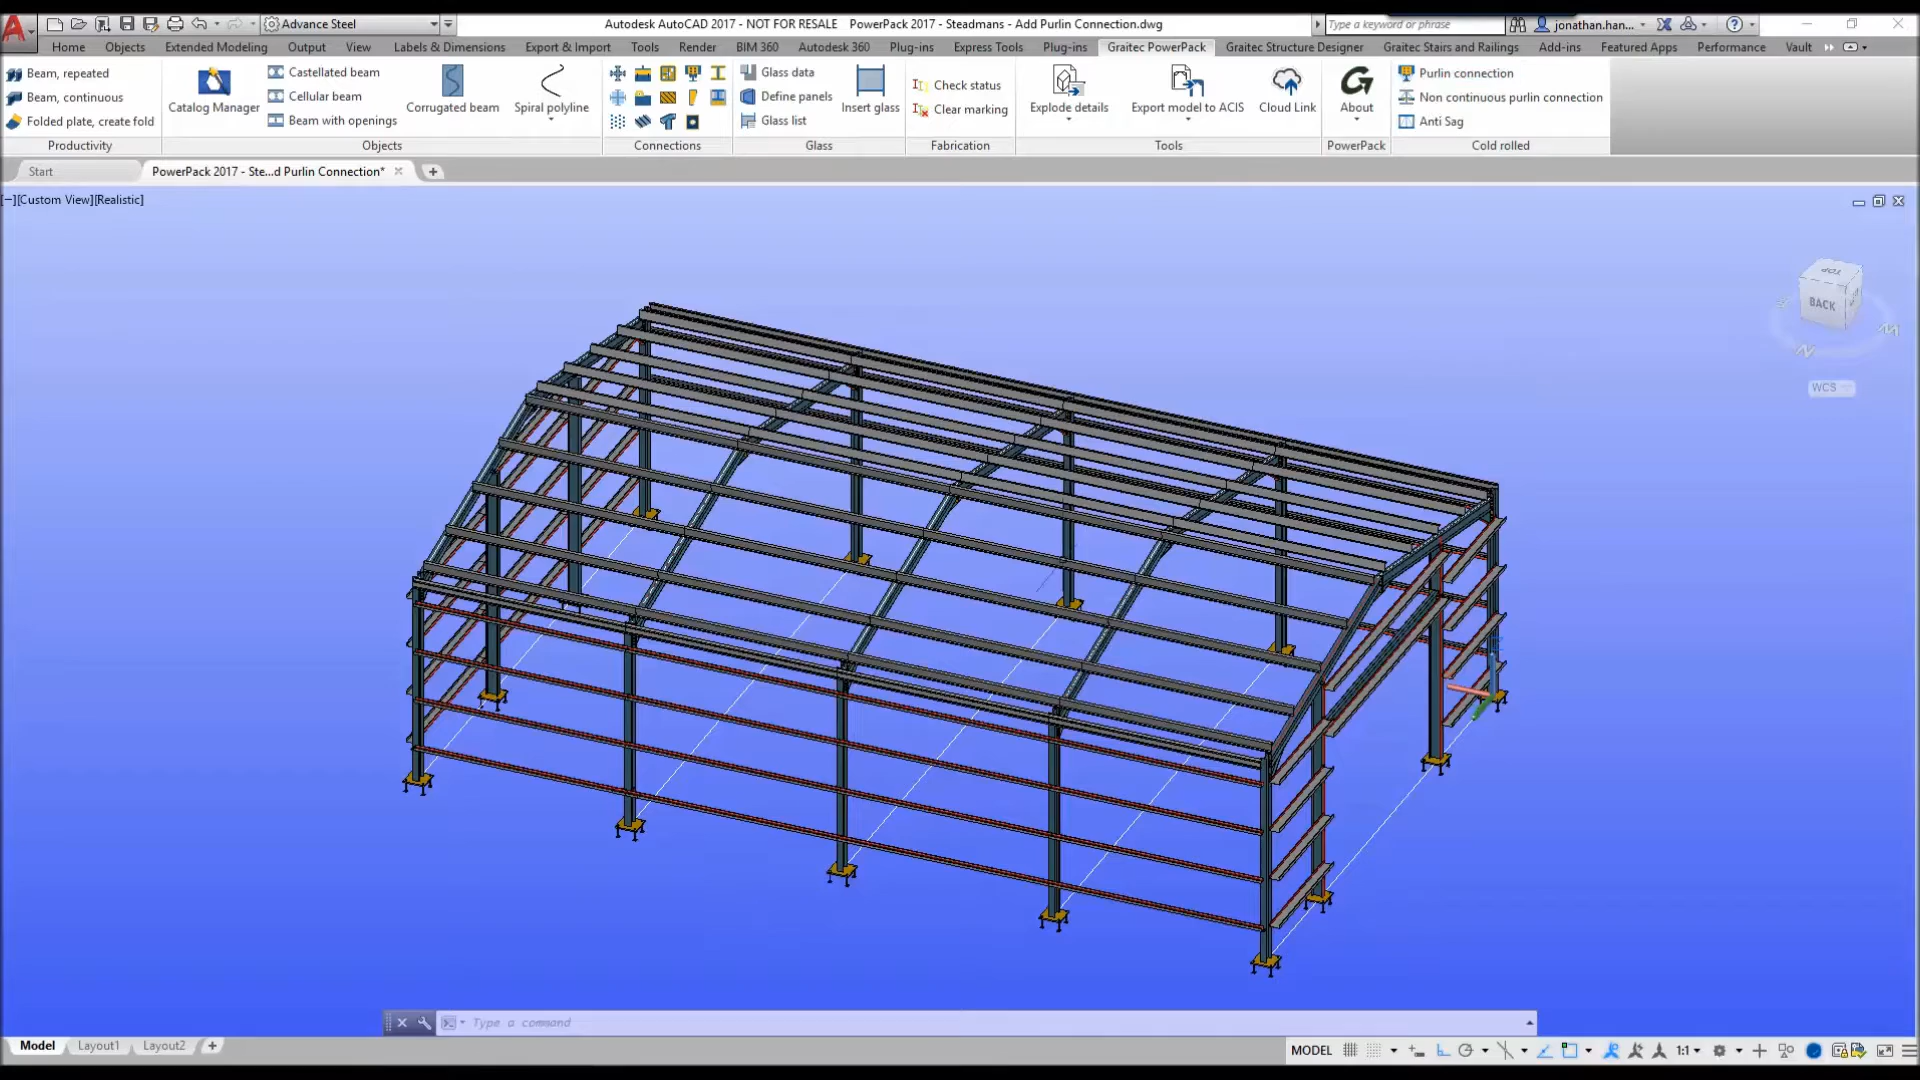 Advance Steel
Autodesk AutoCAD 2017 - NOT FOR RESALE PowerPack 2017 - Steadmans - Add Purlin Connection.dwg
Type a keyword or phrase
jonathan.han...
Home Objects Extended Modeling Output View Labels & Dimensions Export & Import Tools Render BIM 360 Autodesk 360 Plug-ins Express Tools Plug-ins Graitec PowerPack Graitec Structure Designer Graitec Stairs and Railings Add-ins Featured Apps Performance Vault
Beam, repeated
Beam, continuous
Folded plate, create fold
Productivity
Catalog Manager
Castellated beam
Cellular beam
Beam with openings
Corrugated beam
Spiral polyline
Objects
Connections
Glass data
Define panels
Glass list
Insert glass
Glass
Check status
Clear marking
Fabrication
Explode details
Export model to ACIS
Cloud Link
Tools
About
PowerPack
Purlin connection
Non continuous purlin connection
Anti Sag
Cold rolled
Start
PowerPack 2017 - Ste...d Purlin Connection*
[−][Custom View][Realistic]
TOP
BACK
N
WCS
Type a command
Model Layout1 Layout2
MODEL
1:1